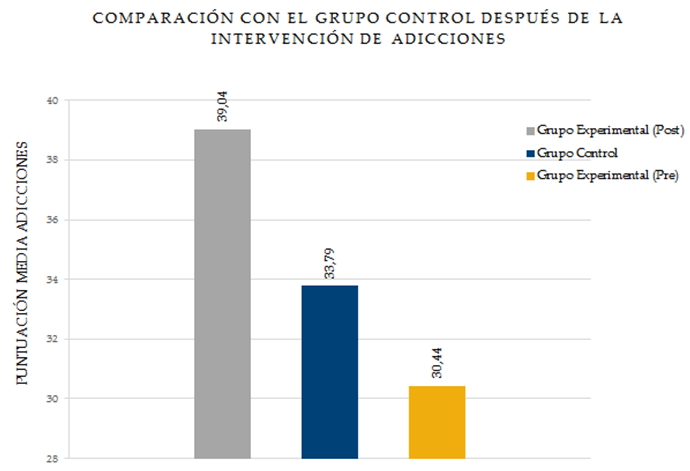 COMPARACIÓN CON EL GRUPO CONTROL DESPUÉS DE LA
INTERVENCIÓN DE ADICCIONES
PUNTUACIÓN MEDIA ADICCIONES
40
38
36
34
32
30
28
39,04
33,79
30,44
Grupo Experimental (Post)
Grupo Control
Grupo Experimental (Pre)